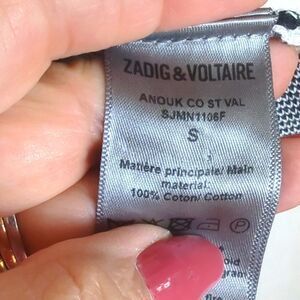 ZADIG & VOLTAIRE
ANOUK CO ST VAL
SJMN1106F
S
Matière principale/ Main
material:
100% Coton/ Cotton